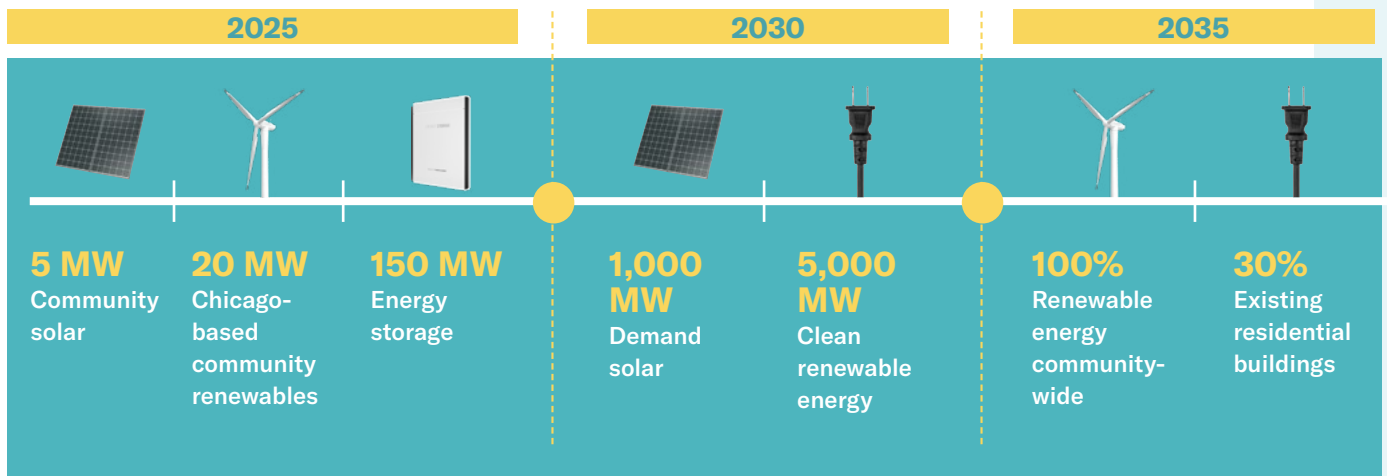 2025
5 MW
Community
solar
20 MW
Chicago-
based
community
renewables
150 MW
Energy
storage
2030
1,000
MW
Demand
solar
5,000
MW
Clean
renewable
energy
2035
100%
Renewable
energy
community-
wide
30%
Existing
residential
buildings